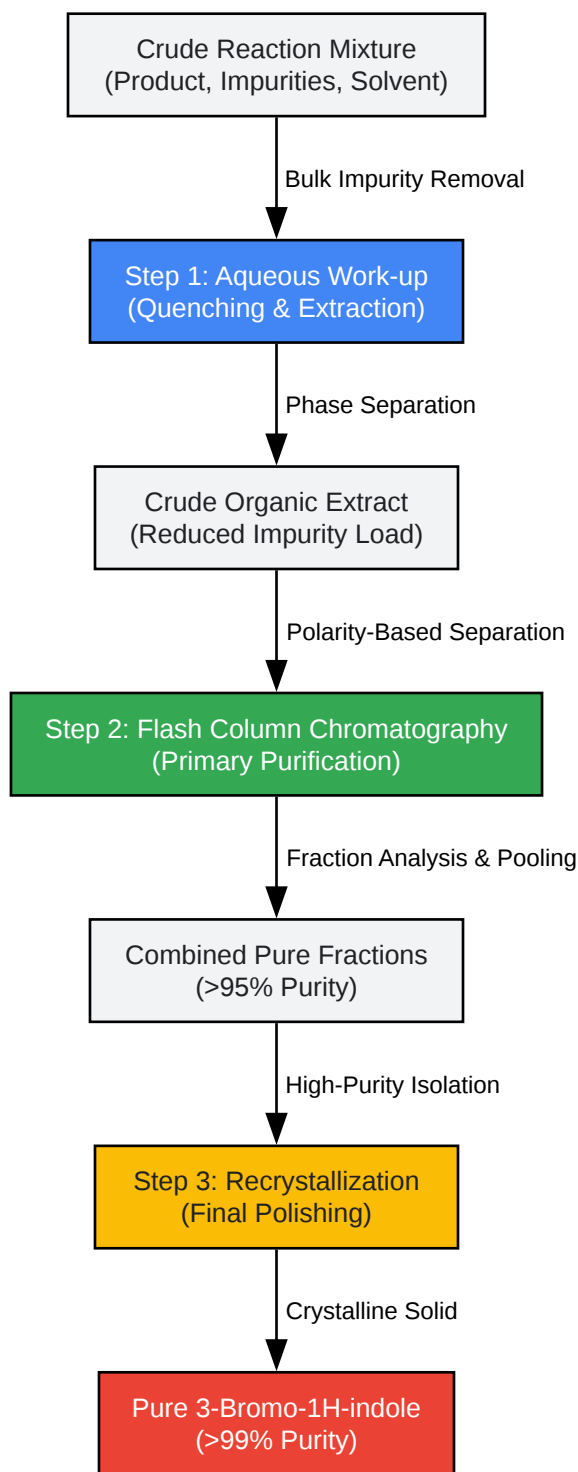 Crude Reaction Mixture
(Product, Impurities, Solvent)
Bulk Impurity Removal
Step 1: Aqueous Work-up
(Quenching & Extraction)
Phase Separation
Crude Organic Extract
(Reduced Impurity Load)
Polarity-Based Separation
Step 2: Flash Column Chromatography
(Primary Purification)
Fraction Analysis & Pooling
Combined Pure Fractions
(>95% Purity)
High-Purity Isolation
Step 3: Recrystallization
(Final Polishing)
Crystalline Solid
Pure 3-Bromo-1H-indole
(>99% Purity)